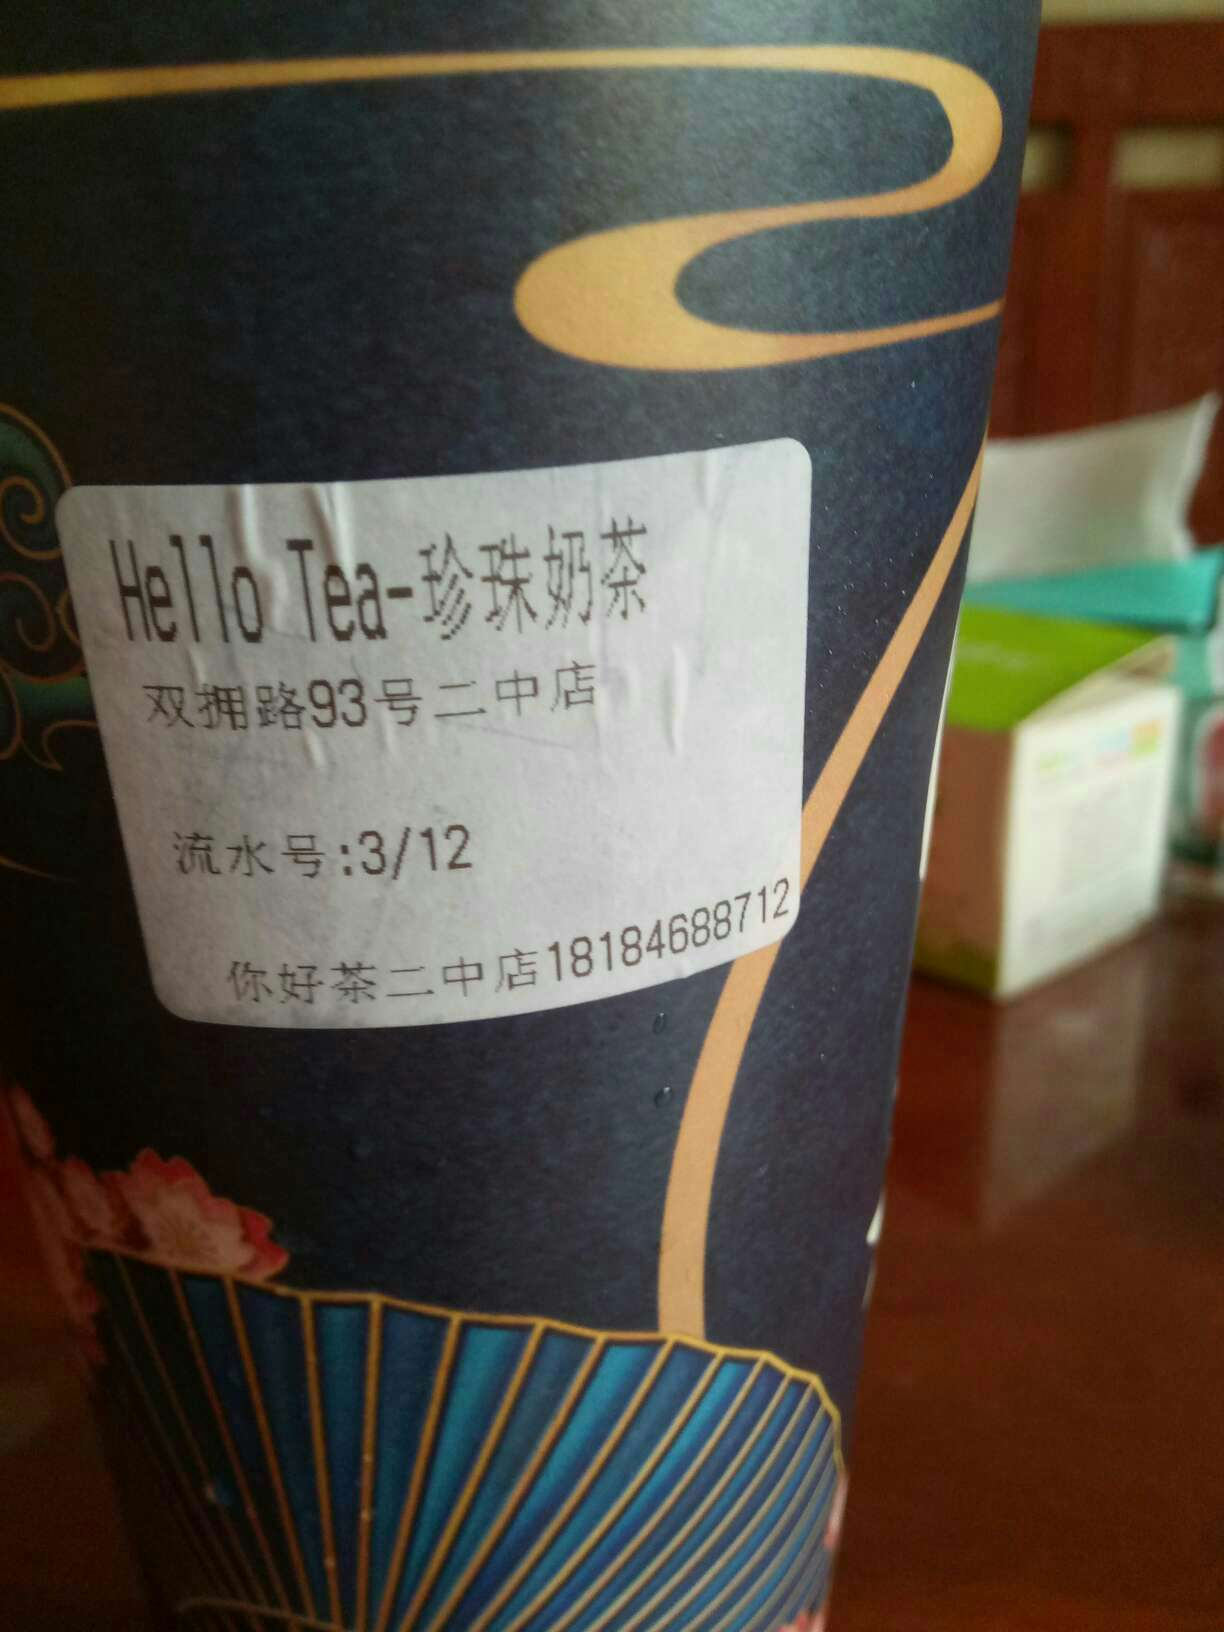 Hello Tea-珍珠奶茶
双拥路93号二中店
流水号:3/12
你好茶二中店18184688712